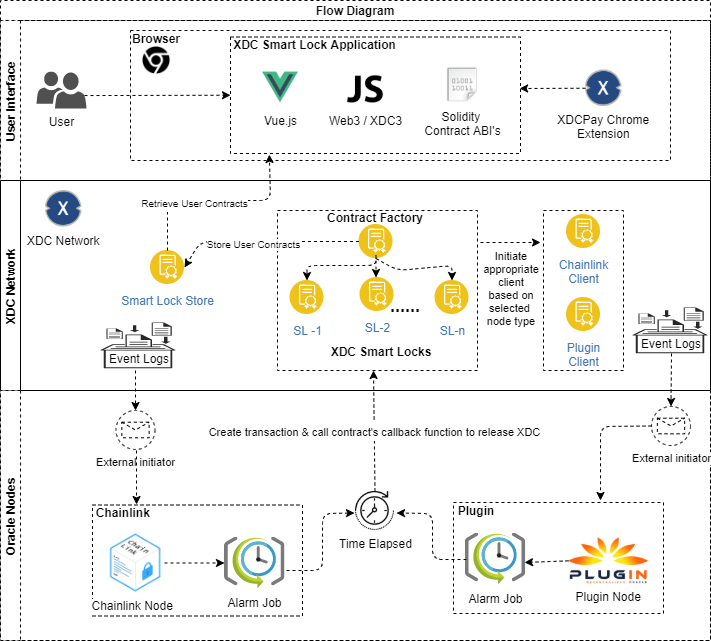 Flow Diagram
User Interface
Browser
XDC Smart Lock Application
User
Vue.js
JS
Web3 / XDC3
01001
10011
Solidity
Contract ABI's
X
XDCPay Chrome
Extension
XDC Network
X
XDC Network
Retrieve User Contracts
Smart Lock Store
Store User Contracts
Contract Factory
SL -1
SL-2
......
SL-n
XDC Smart Locks
Initiate
appropriate
client
based on
selected
node type
Chainlink
Client
Plugin
Client
Event Logs
Event Logs
Oracle Nodes
External initiator
Create transaction & call contract's callback function to release XDC
External initiator
Chainlink
Chain
Link
Chainlink Node
Alarm Job
Time Elapsed
Plugin
Alarm Job
PLUGIN
Plugin Node